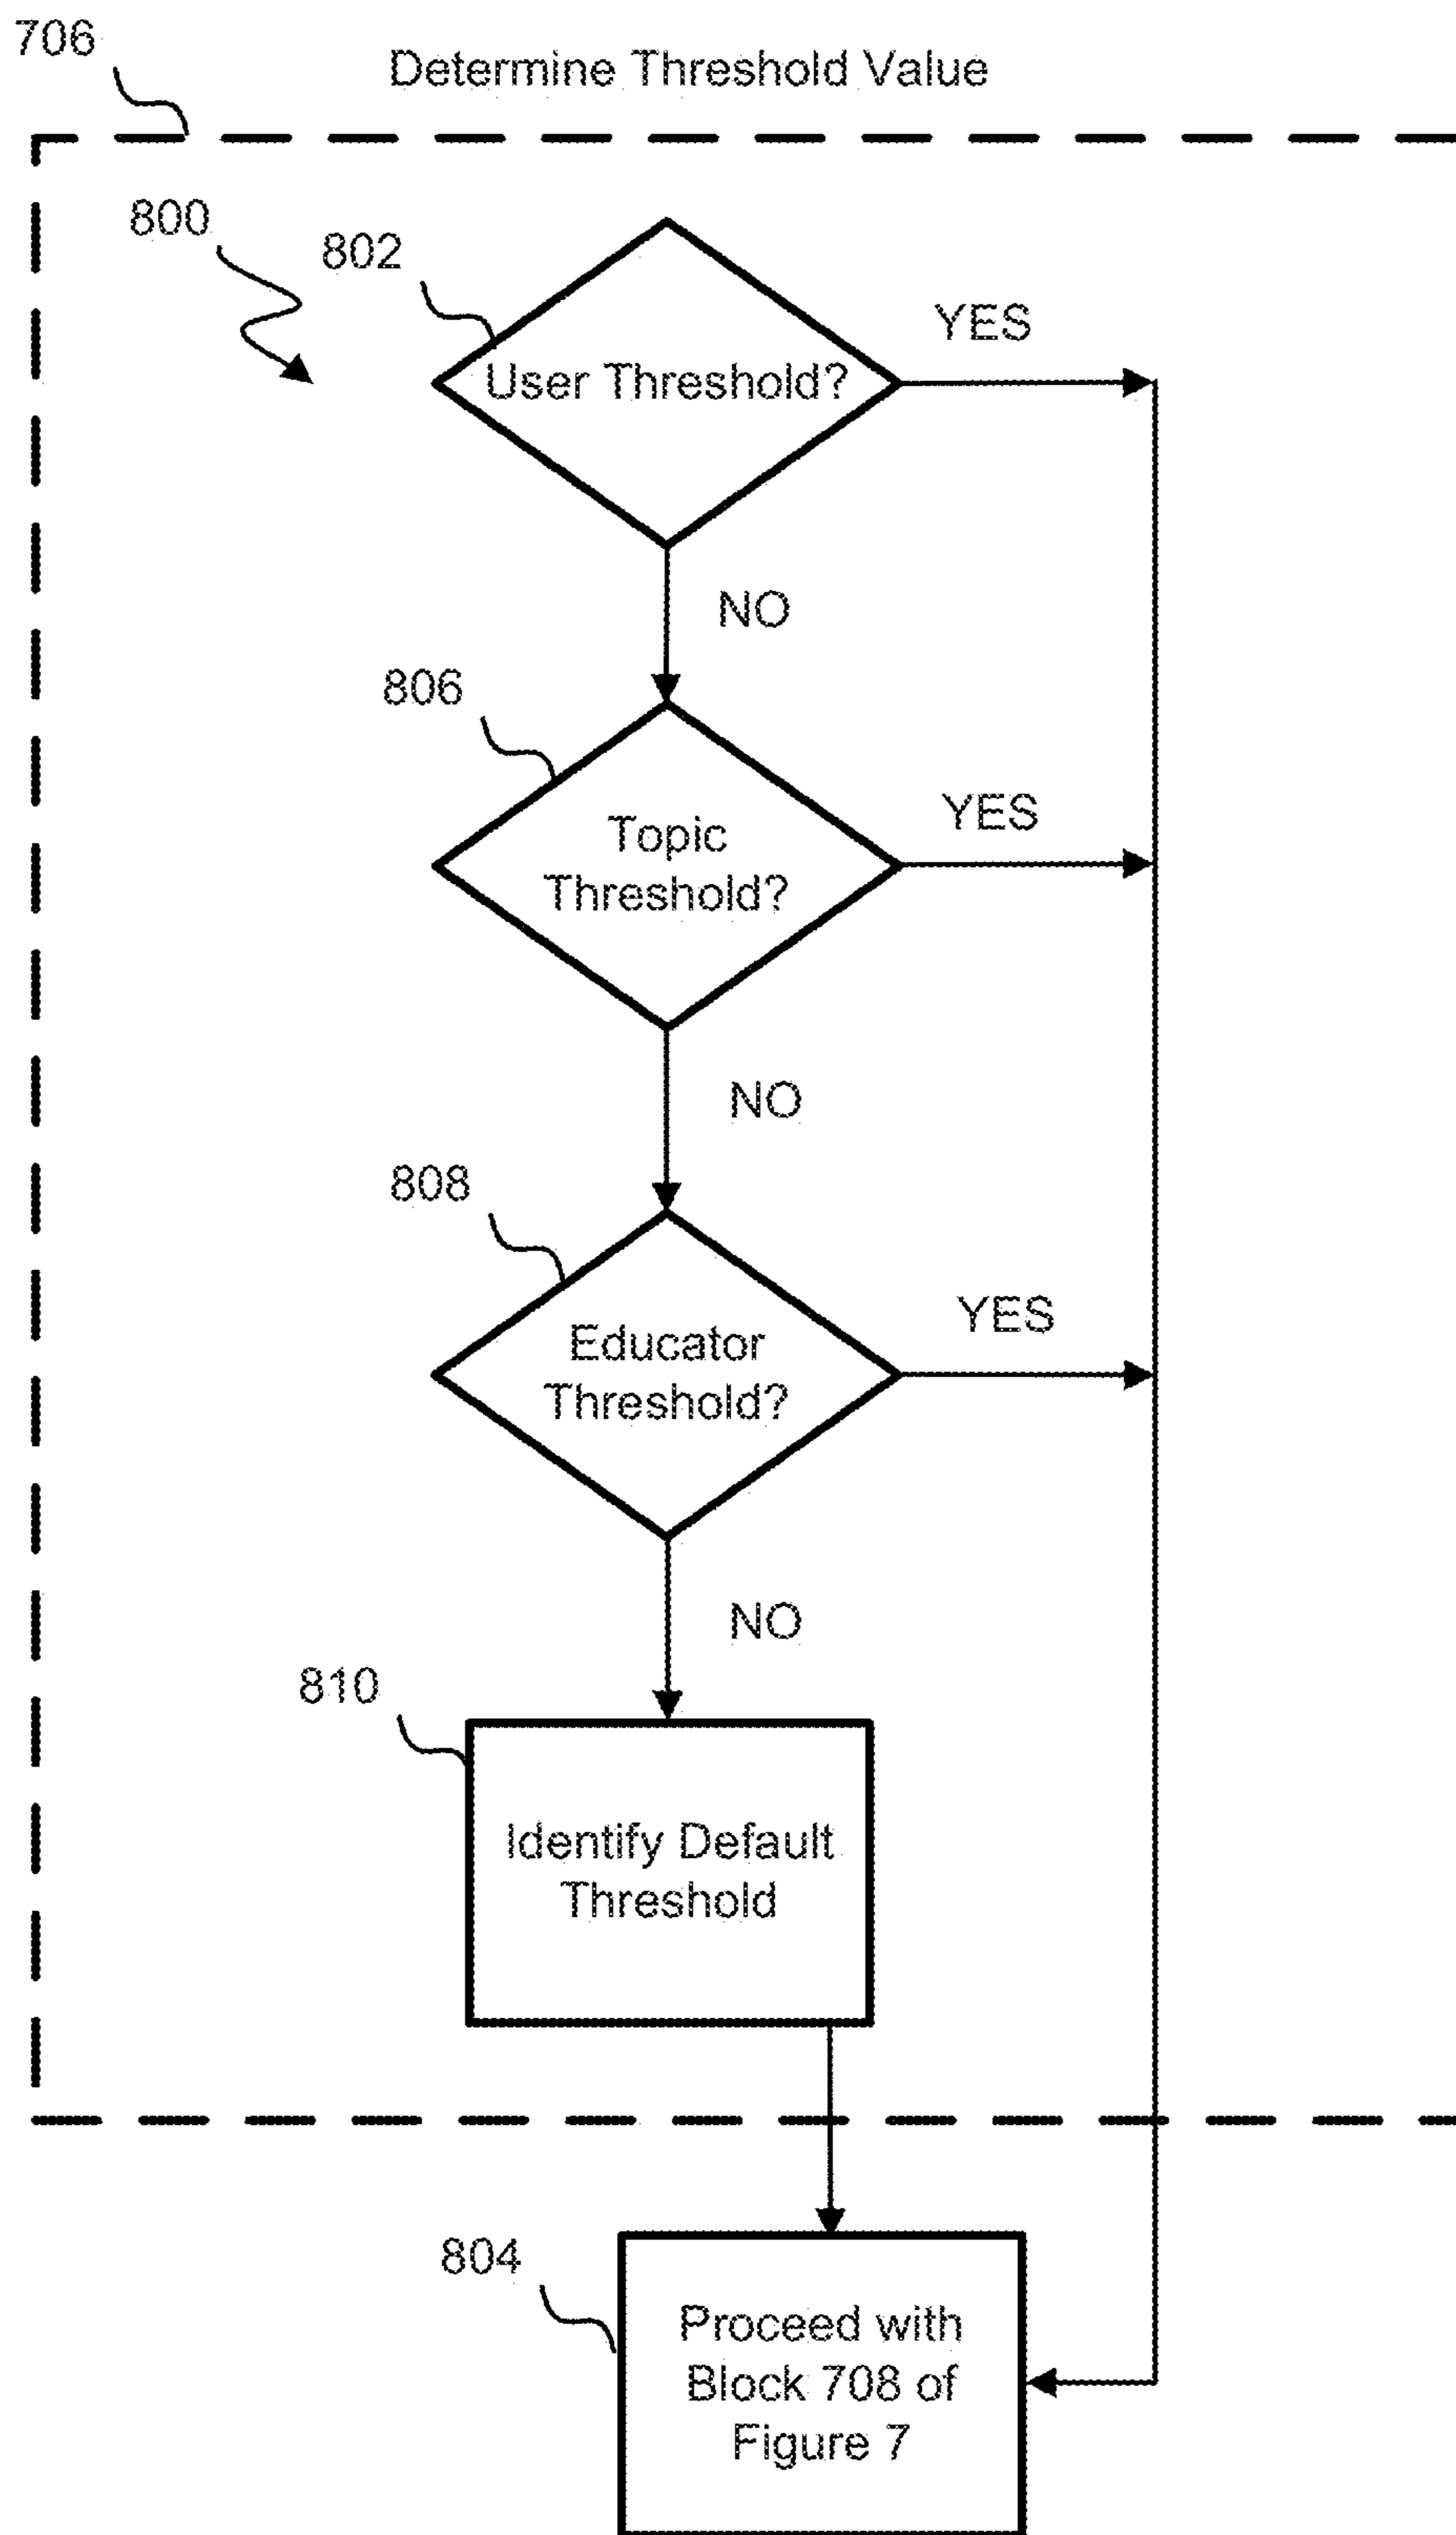 706
Determine Threshold Value
800
802
YES
User Threshold?
NO
806
YES
Topic
Threshold?
NO
808
YES
Educator
Threshold?
NO
810
Identify Default
Threshold
804
Proceed with
Block 708 of
Figure 7